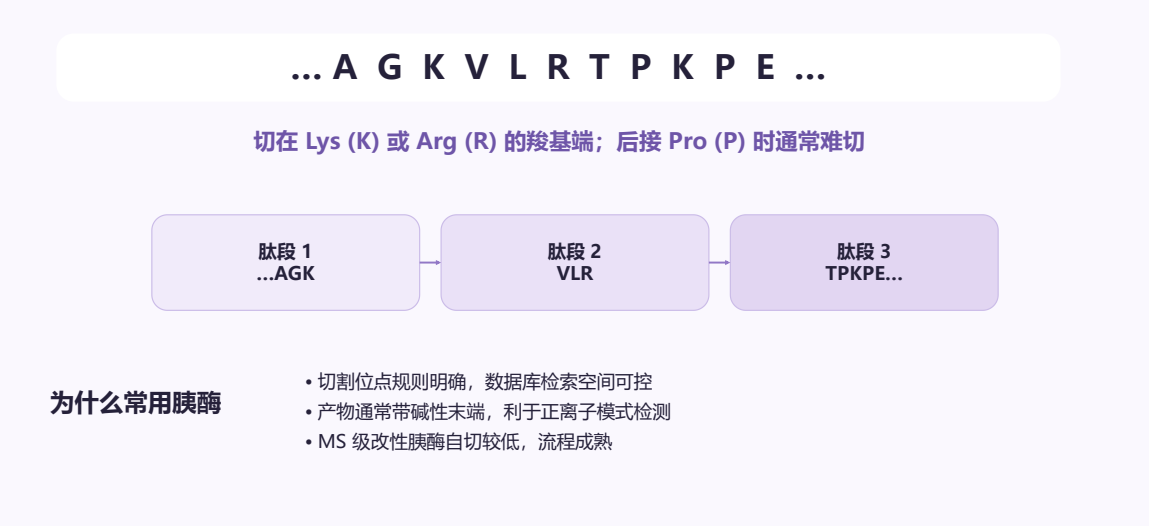 ... A G K V L R T P K P E ...
切在 Lys (K) 或 Arg (R) 的羧基端；后接 Pro (P) 时通常难切
肽段 1
...AGK
肽段 2
VLR
肽段 3
TPKPE...
为什么常用胰酶
• 切割位点规则明确，数据库检索空间可控
• 产物通常带碱性末端，利于正离子模式检测
• MS 级改性胰酶自切较低，流程成熟